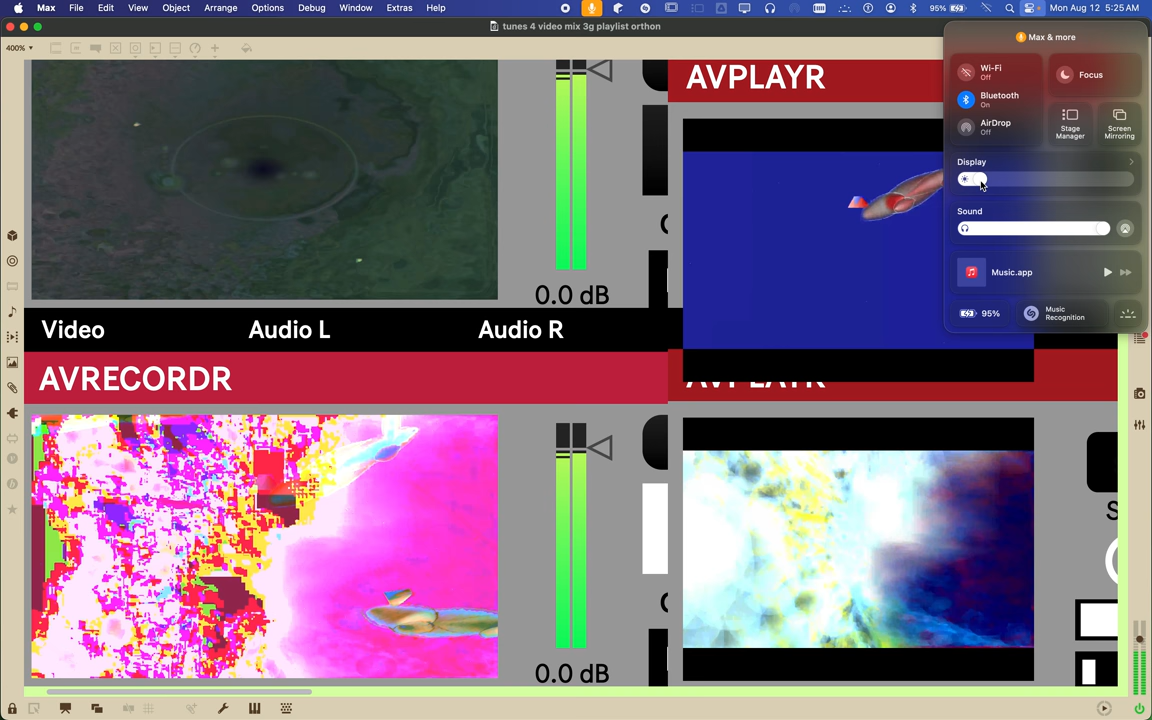 Max File Edit View Object Arrange Options Debug Window Extras Help 95% Mon Aug 12 5:25 AM
tunes 4 video mix 3g playlist orthon
400%
Max & more
Wi-Fi
Off
Focus
Bluetooth
On
AirDrop
Off
Stage
Manager
Screen
Mirroring
Display
Sound
Music.app
95%
Music
Recognition
AVPLAYR
0.0 dB
Video Audio L Audio R
AVRECORDR
AVPLAYR
0.0 dB